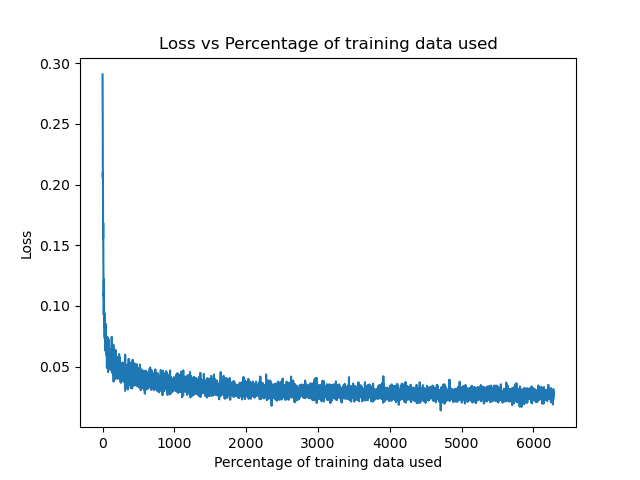 Loss vs Percentage of training data used
0.30
0.25
0.20
0.15
0.10
0.05
Loss
0 1000 2000 3000 4000 5000 6000
Percentage of training data used